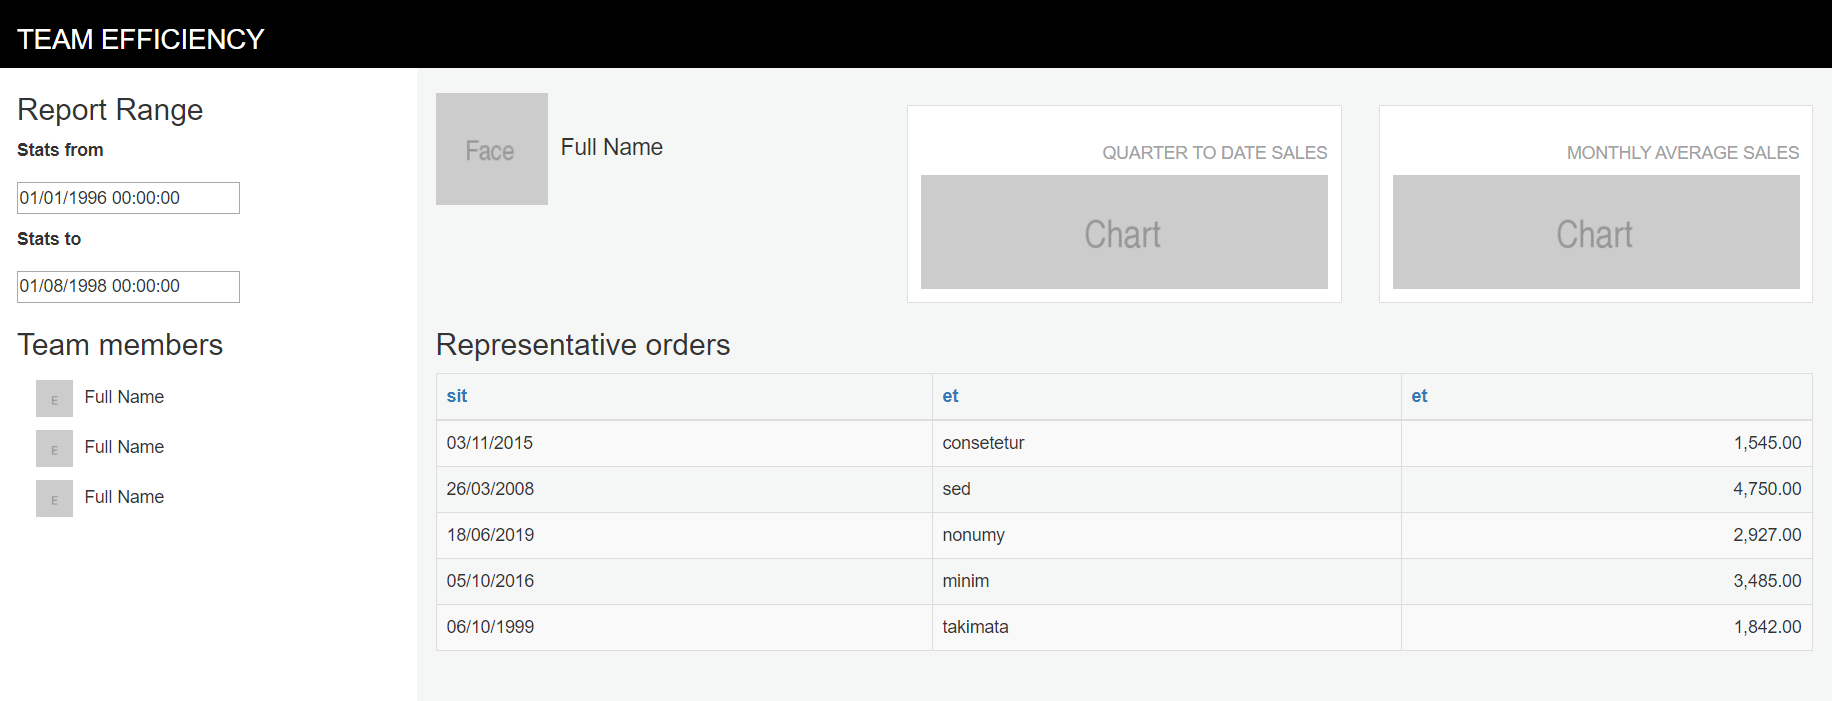 TEAM EFFICIENCY
Report Range
Stats from
01/01/1996 00:00:00
Stats to
01/08/1998 00:00:00
Team members
E Full Name
E Full Name
E Full Name
Face
Full Name
QUARTER TO DATE SALES
Chart
MONTHLY AVERAGE SALES
Chart
Representative orders
sit et et
03/11/2015 consetetur 1,545.00
26/03/2008 sed 4,750.00
18/06/2019 nonumy 2,927.00
05/10/2016 minim 3,485.00
06/10/1999 takimata 1,842.00